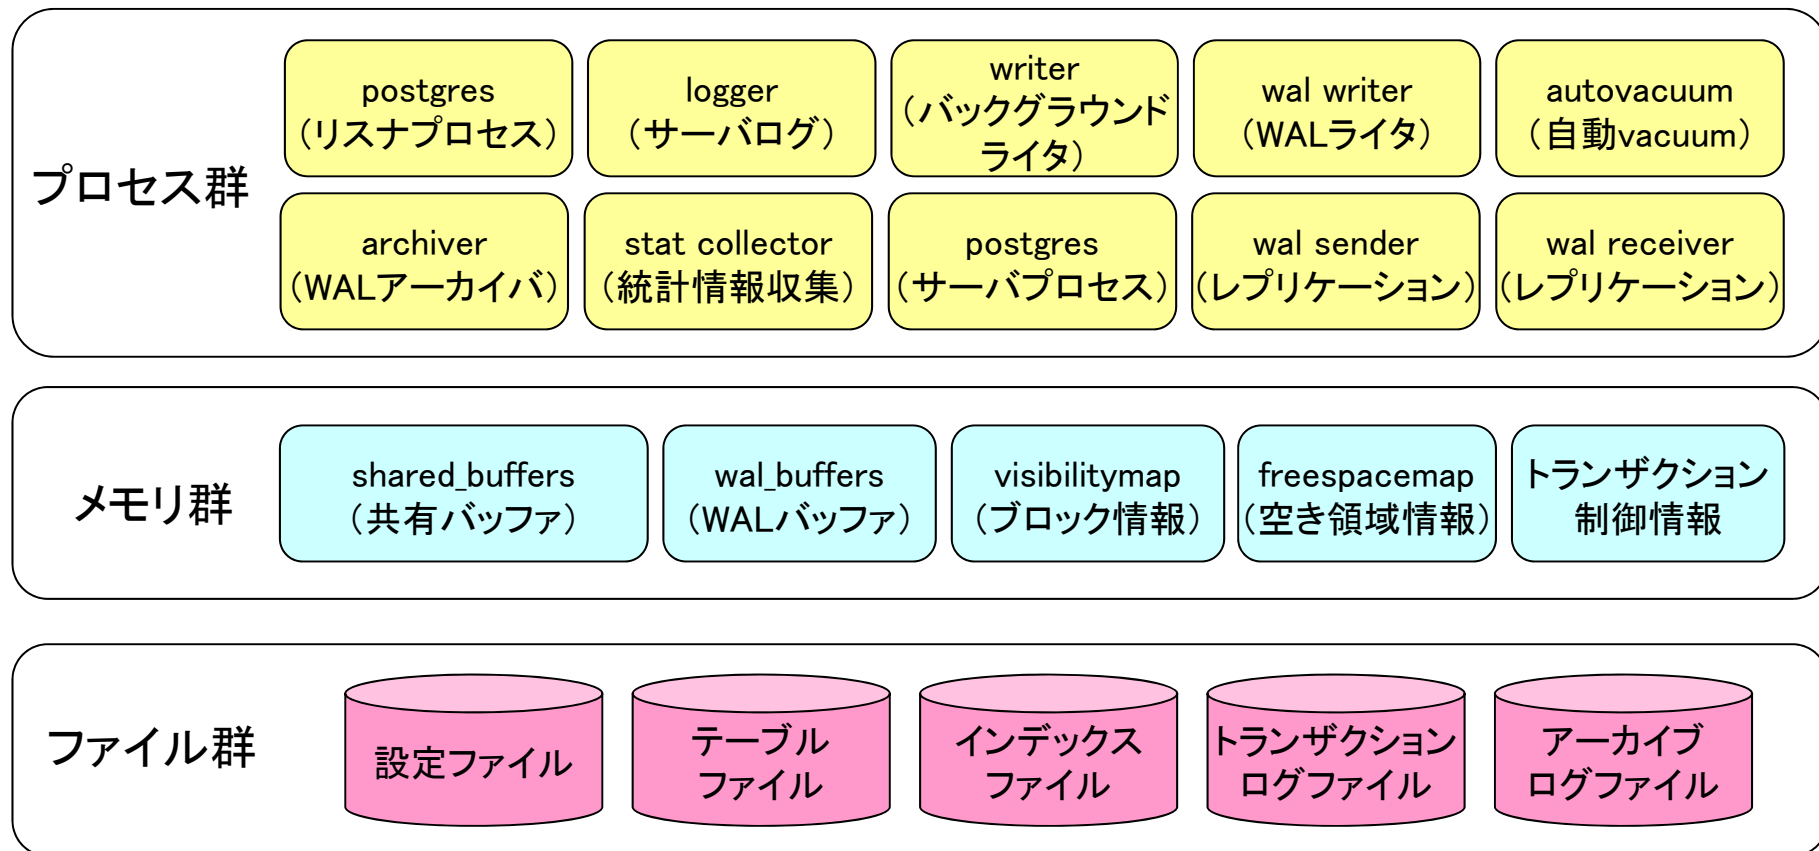 プロセス群
postgres
（リスナプロセス）
logger
（サーバログ）
writer
（バックグラウンド
ライタ）
wal writer
（WALライタ）
autovacuum
（自動vacuum）
archiver
（WALアーカイバ）
stat collector
（統計情報収集）
postgres
（サーバプロセス）
wal sender
（レプリケーション）
wal receiver
（レプリケーション）
メモリ群
shared_buffers
（共有バッファ）
wal_buffers
（WALバッファ）
visibilitymap
（ブロック情報）
freespacemap
（空き領域情報）
トランザクション
制御情報
ファイル群
設定ファイル
テーブル
ファイル
インデックス
ファイル
トランザクション
ログファイル
アーカイブ
ログファイル